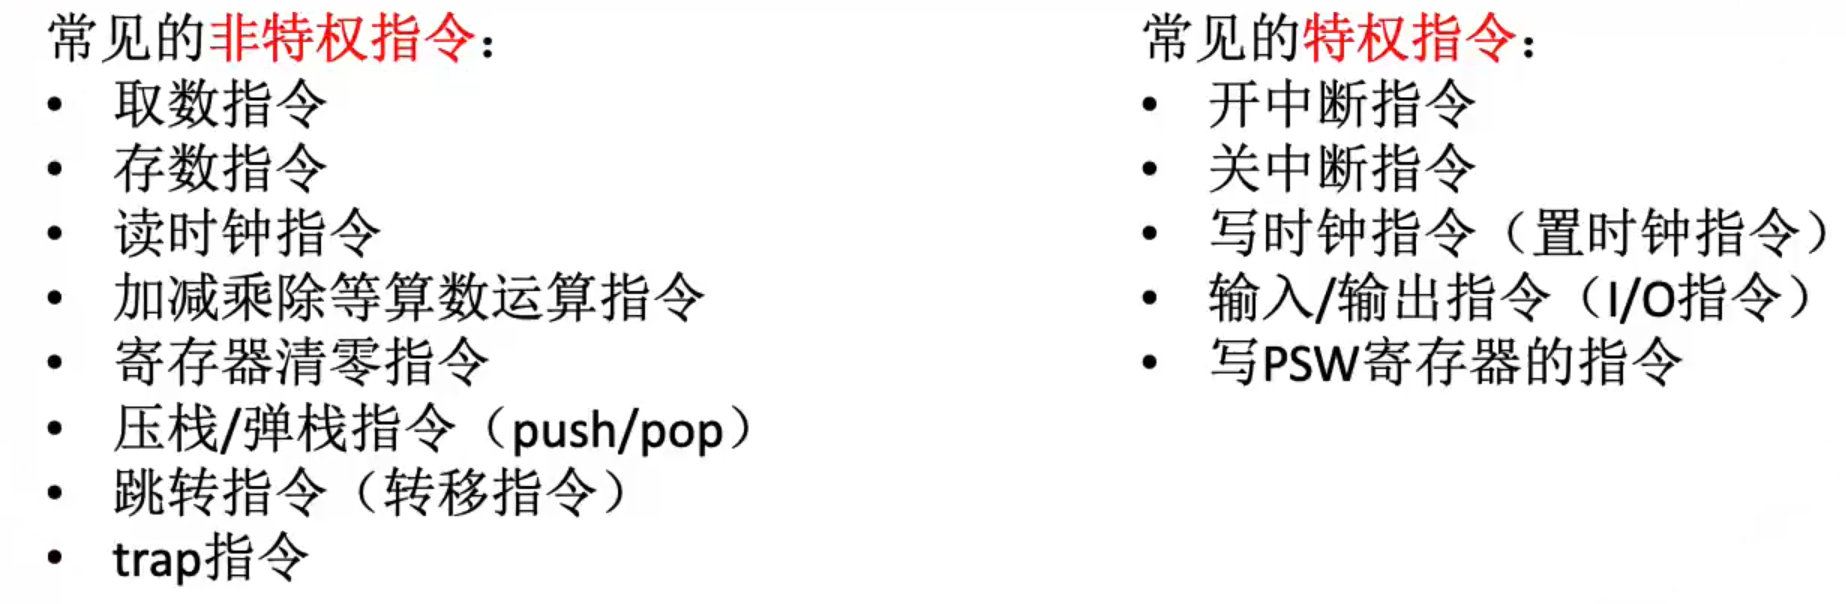 常见的非特权指令：
• 取数指令
• 存数指令
• 读时钟指令
• 加减乘除等算数运算指令
• 寄存器清零指令
• 压栈/弹栈指令（push/pop）
• 跳转指令（转移指令）
• trap指令
常见的特权指令：
• 开中断指令
• 关中断指令
• 写时钟指令（置时钟指令）
• 输入/输出指令（I/O指令）
• 写PSW寄存器的指令